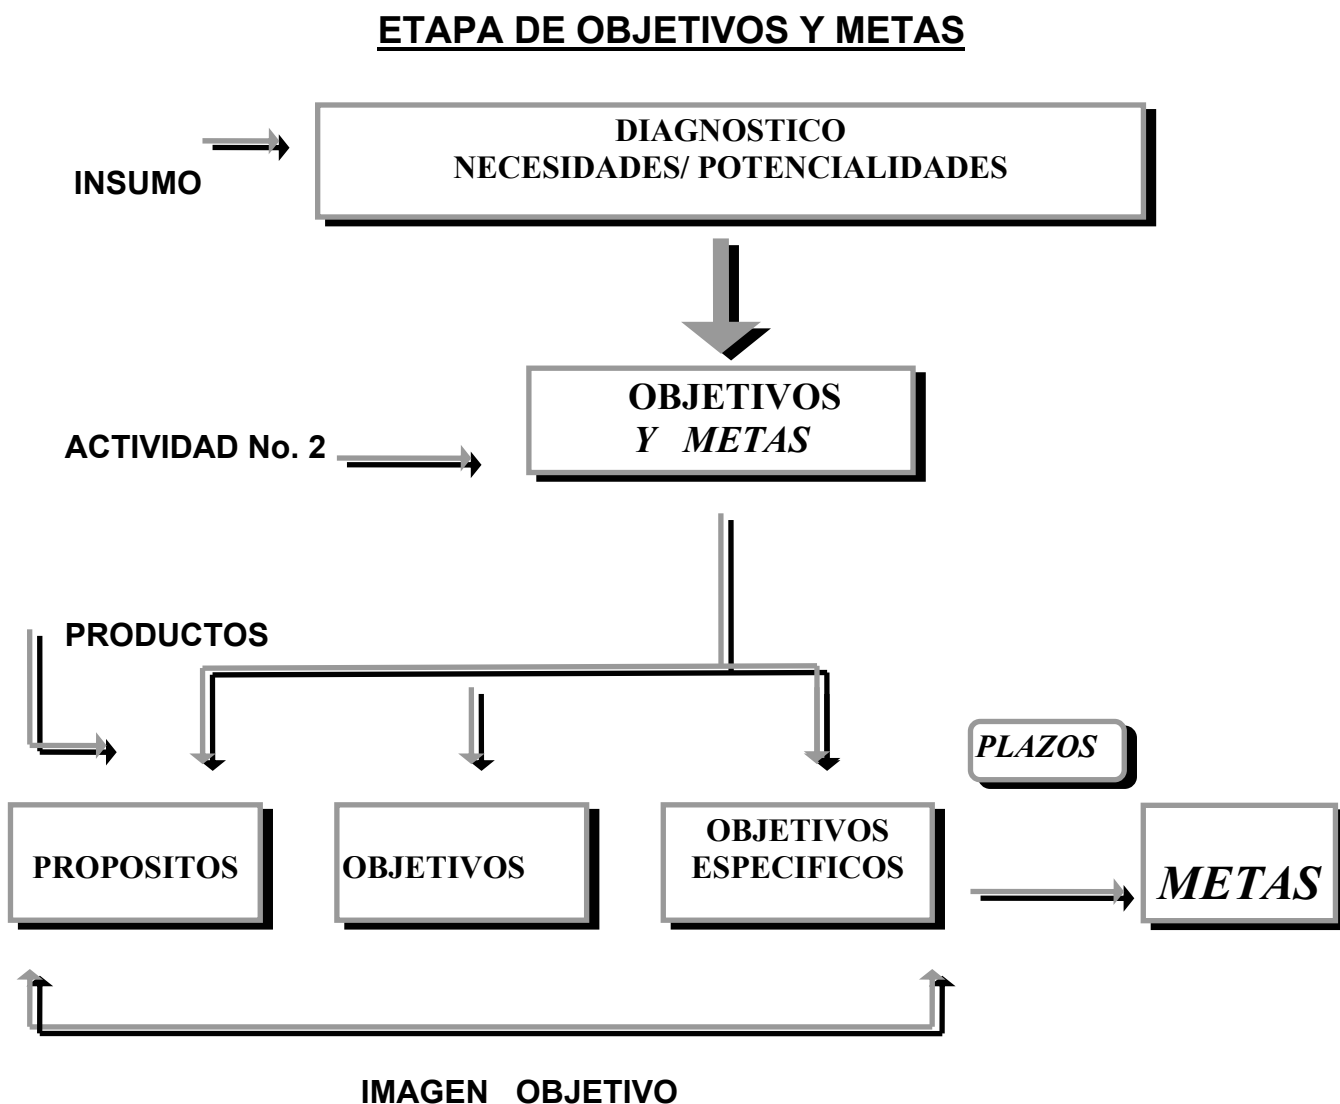 ETAPA DE OBJETIVOS Y METAS
DIAGNOSTICO
NECESIDADES/ POTENCIALIDADES
INSUMO
OBJETIVOS
Y METAS
ACTIVIDAD No. 2
PRODUCTOS
PLAZOS
PROPOSITOS
OBJETIVOS
OBJETIVOS
ESPECIFICOS
METAS
IMAGEN OBJETIVO